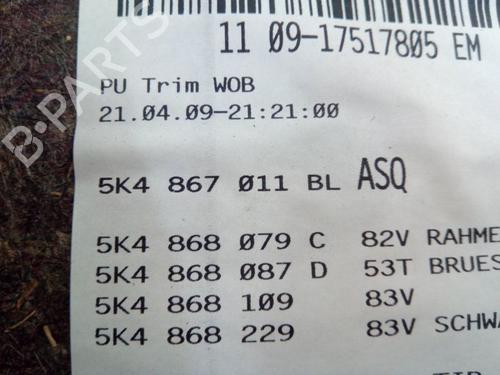 11 09-17517805 EM
PU Trim WOB
21.04.09-21:21:00
5K4 867 011 BL ASQ
5K4 868 079 C 82V RAHME
5K4 868 087 D 53T BRUES
5K4 868 109 83V
5K4 868 229 83V SCHWA
B-PARTS